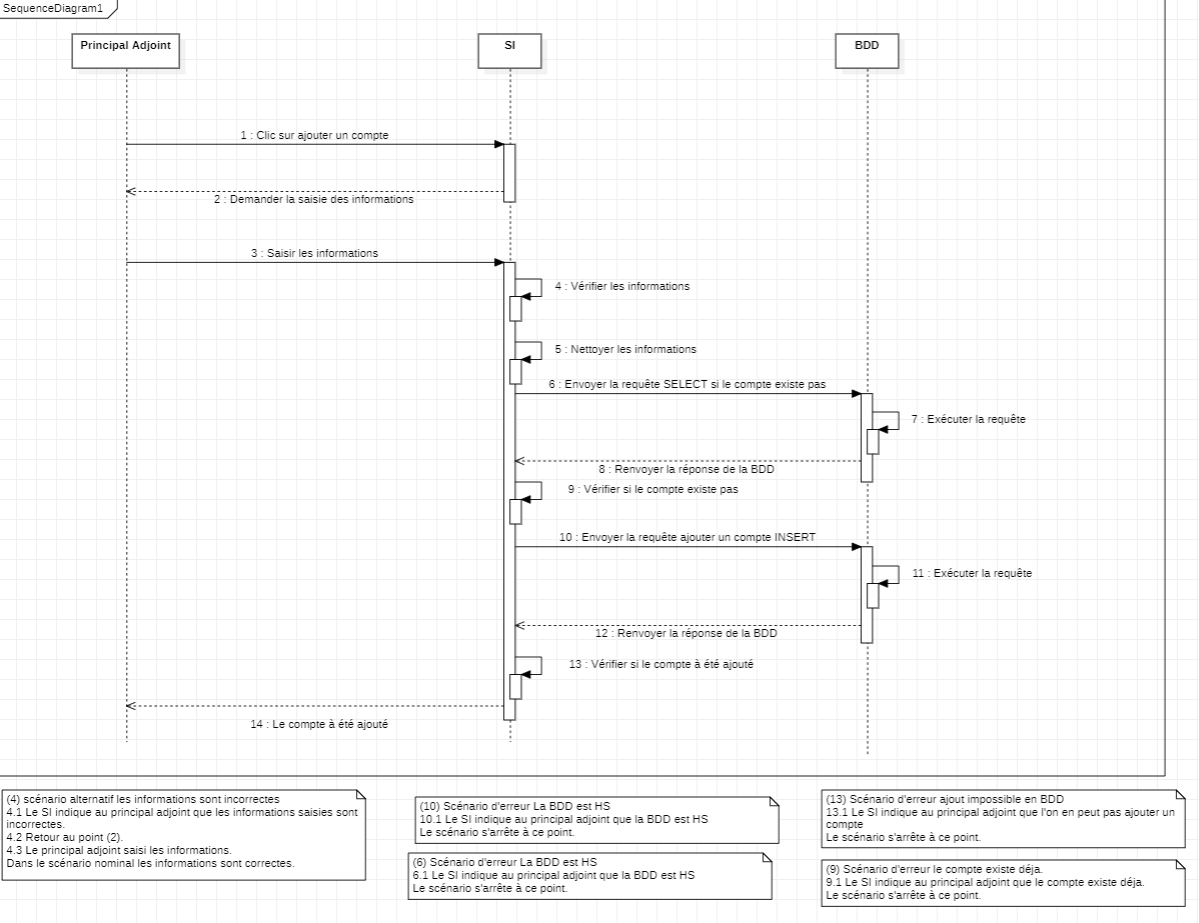 SequenceDiagram1
Principal Adjoint
SI
BDD
1 : Clic sur ajouter un compte
2 : Demander la saisie des informations
3 : Saisir les informations
4 : Vérifier les informations
5 : Nettoyer les informations
6 : Envoyer la requête SELECT si le compte existe pas
7 : Exécuter la requête
8 : Renvoyer la réponse de la BDD
9 : Vérifier si le compte existe pas
10 : Envoyer la requête ajouter un compte INSERT
11 : Exécuter la requête
12 : Renvoyer la réponse de la BDD
13 : Vérifier si le compte à été ajouté
14 : Le compte à été ajouté
(4) scénario alternatif les informations sont incorrectes
4.1 Le SI indique au principal adjoint que les informations saisies sont
incorrectes.
4.2 Retour au point (2).
4.3 Le principal adjoint saisi les informations.
Dans le scénario nominal les informations sont correctes.
(10) Scénario d'erreur La BDD est HS
10.1 Le SI indique au principal adjoint que la BDD est HS
Le scénario s'arrête à ce point.
(6) Scénario d'erreur La BDD est HS
6.1 Le SI indique au principal adjoint que la BDD est HS
Le scénario s'arrête à ce point.
(13) Scénario d'erreur ajout impossible en BDD
13.1 Le SI indique au principal adjoint que l'on en peut pas ajouter un
compte
Le scénario s'arrête à ce point.
(9) Scénario d'erreur le compte existe déja.
9.1 Le SI indique au principal adjoint que le compte existe déja.
Le scénario s'arrête à ce point.